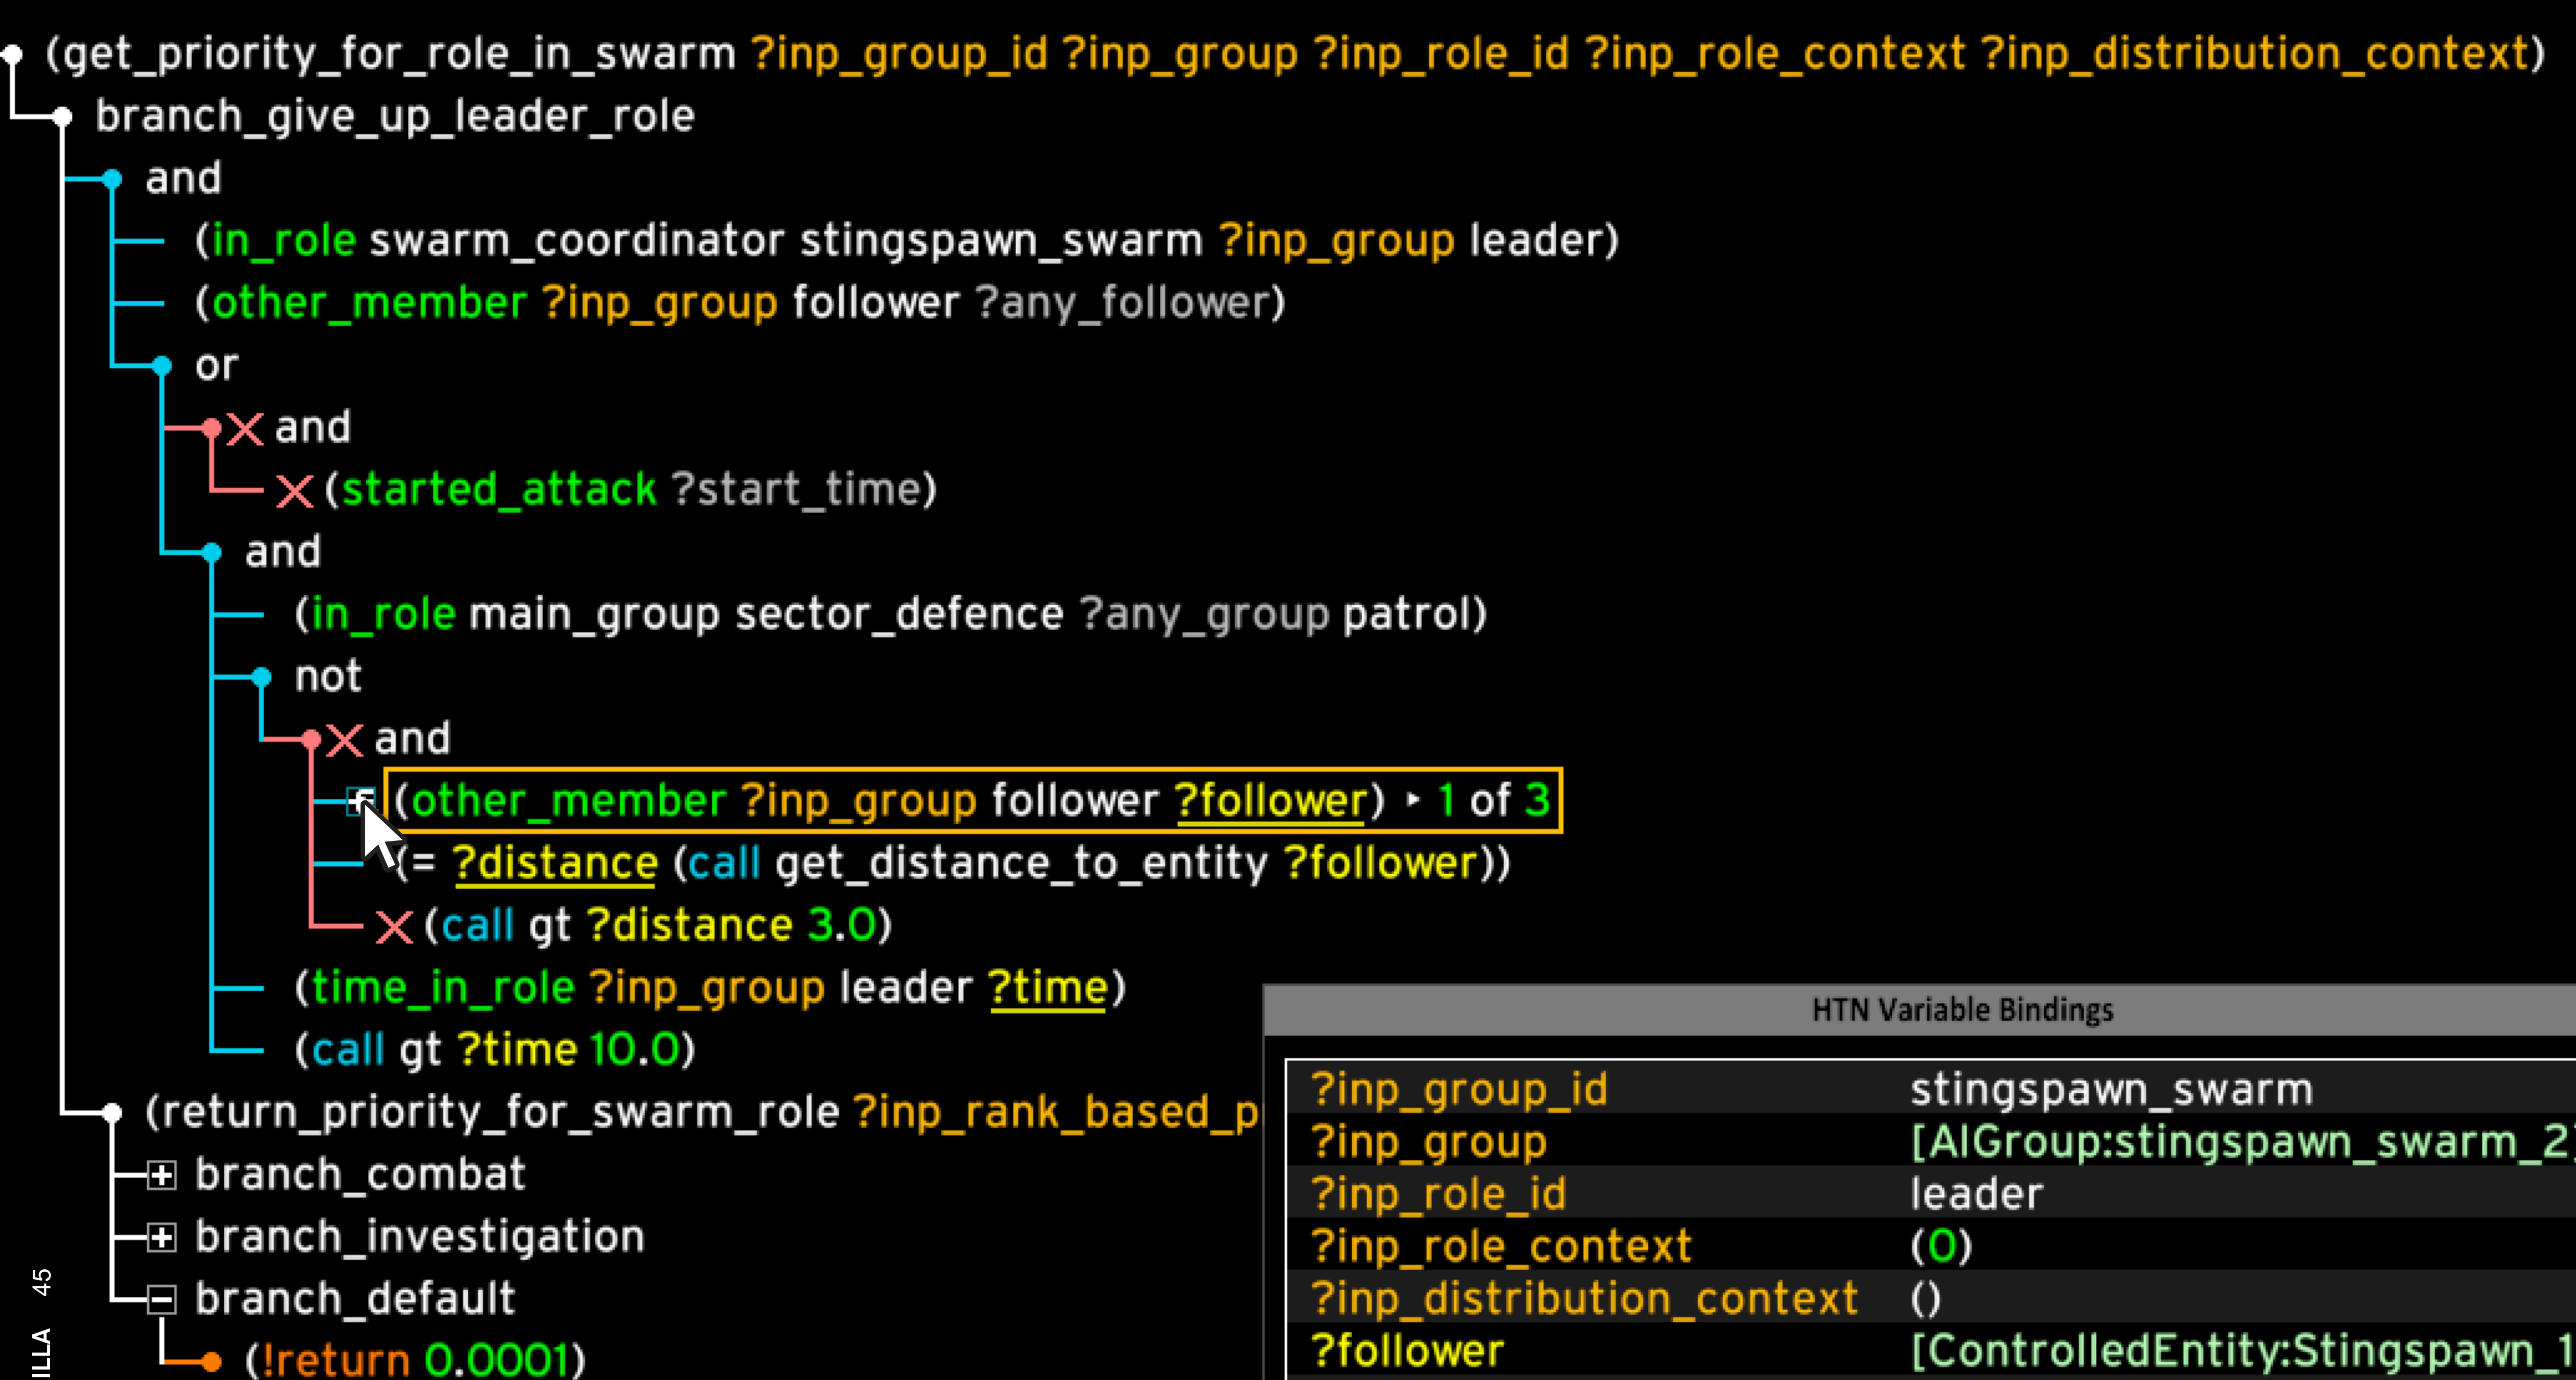 (get_priority_for_role_in_swarm ?inp_group_id ?inp_group ?inp_role_id ?inp_role_context ?inp_distribution_context)
branch_give_up_leader_role
and
(in_role swarm_coordinator stingspawn_swarm ?inp_group leader)
(other_member ?inp_group follower ?any_follower)
or
and
(started_attack ?start_time)
and
(in_role main_group sector_defence ?any_group patrol)
not
and
(other_member ?inp_group follower ?follower) ▸ 1 of 3
(= ?distance (call get_distance_to_entity ?follower))
(call gt ?distance 3.0)
(time_in_role ?inp_group leader ?time)
(call gt ?time 10.0)
(return_priority_for_swarm_role ?inp_rank_based_p
branch_combat
branch_investigation
branch_default
(!return 0.0001)
HTN Variable Bindings
?inp_group_id stingspawn_swarm
?inp_group [AIGroup:stingspawn_swarm_2]
?inp_role_id leader
?inp_role_context (0)
?inp_distribution_context ()
?follower [ControlledEntity:Stingspawn_1
ILLA 45